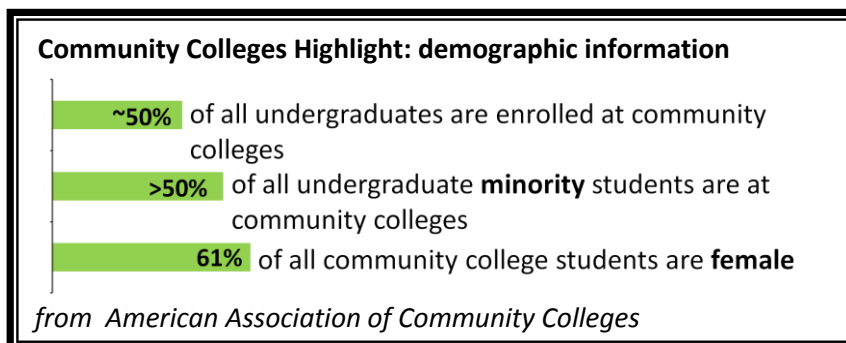 Community Colleges Highlight: demographic information
~50% of all undergraduates are enrolled at community
colleges
>50% of all undergraduate minority students are at
community colleges
61% of all community college students are female
from American Association of Community Colleges